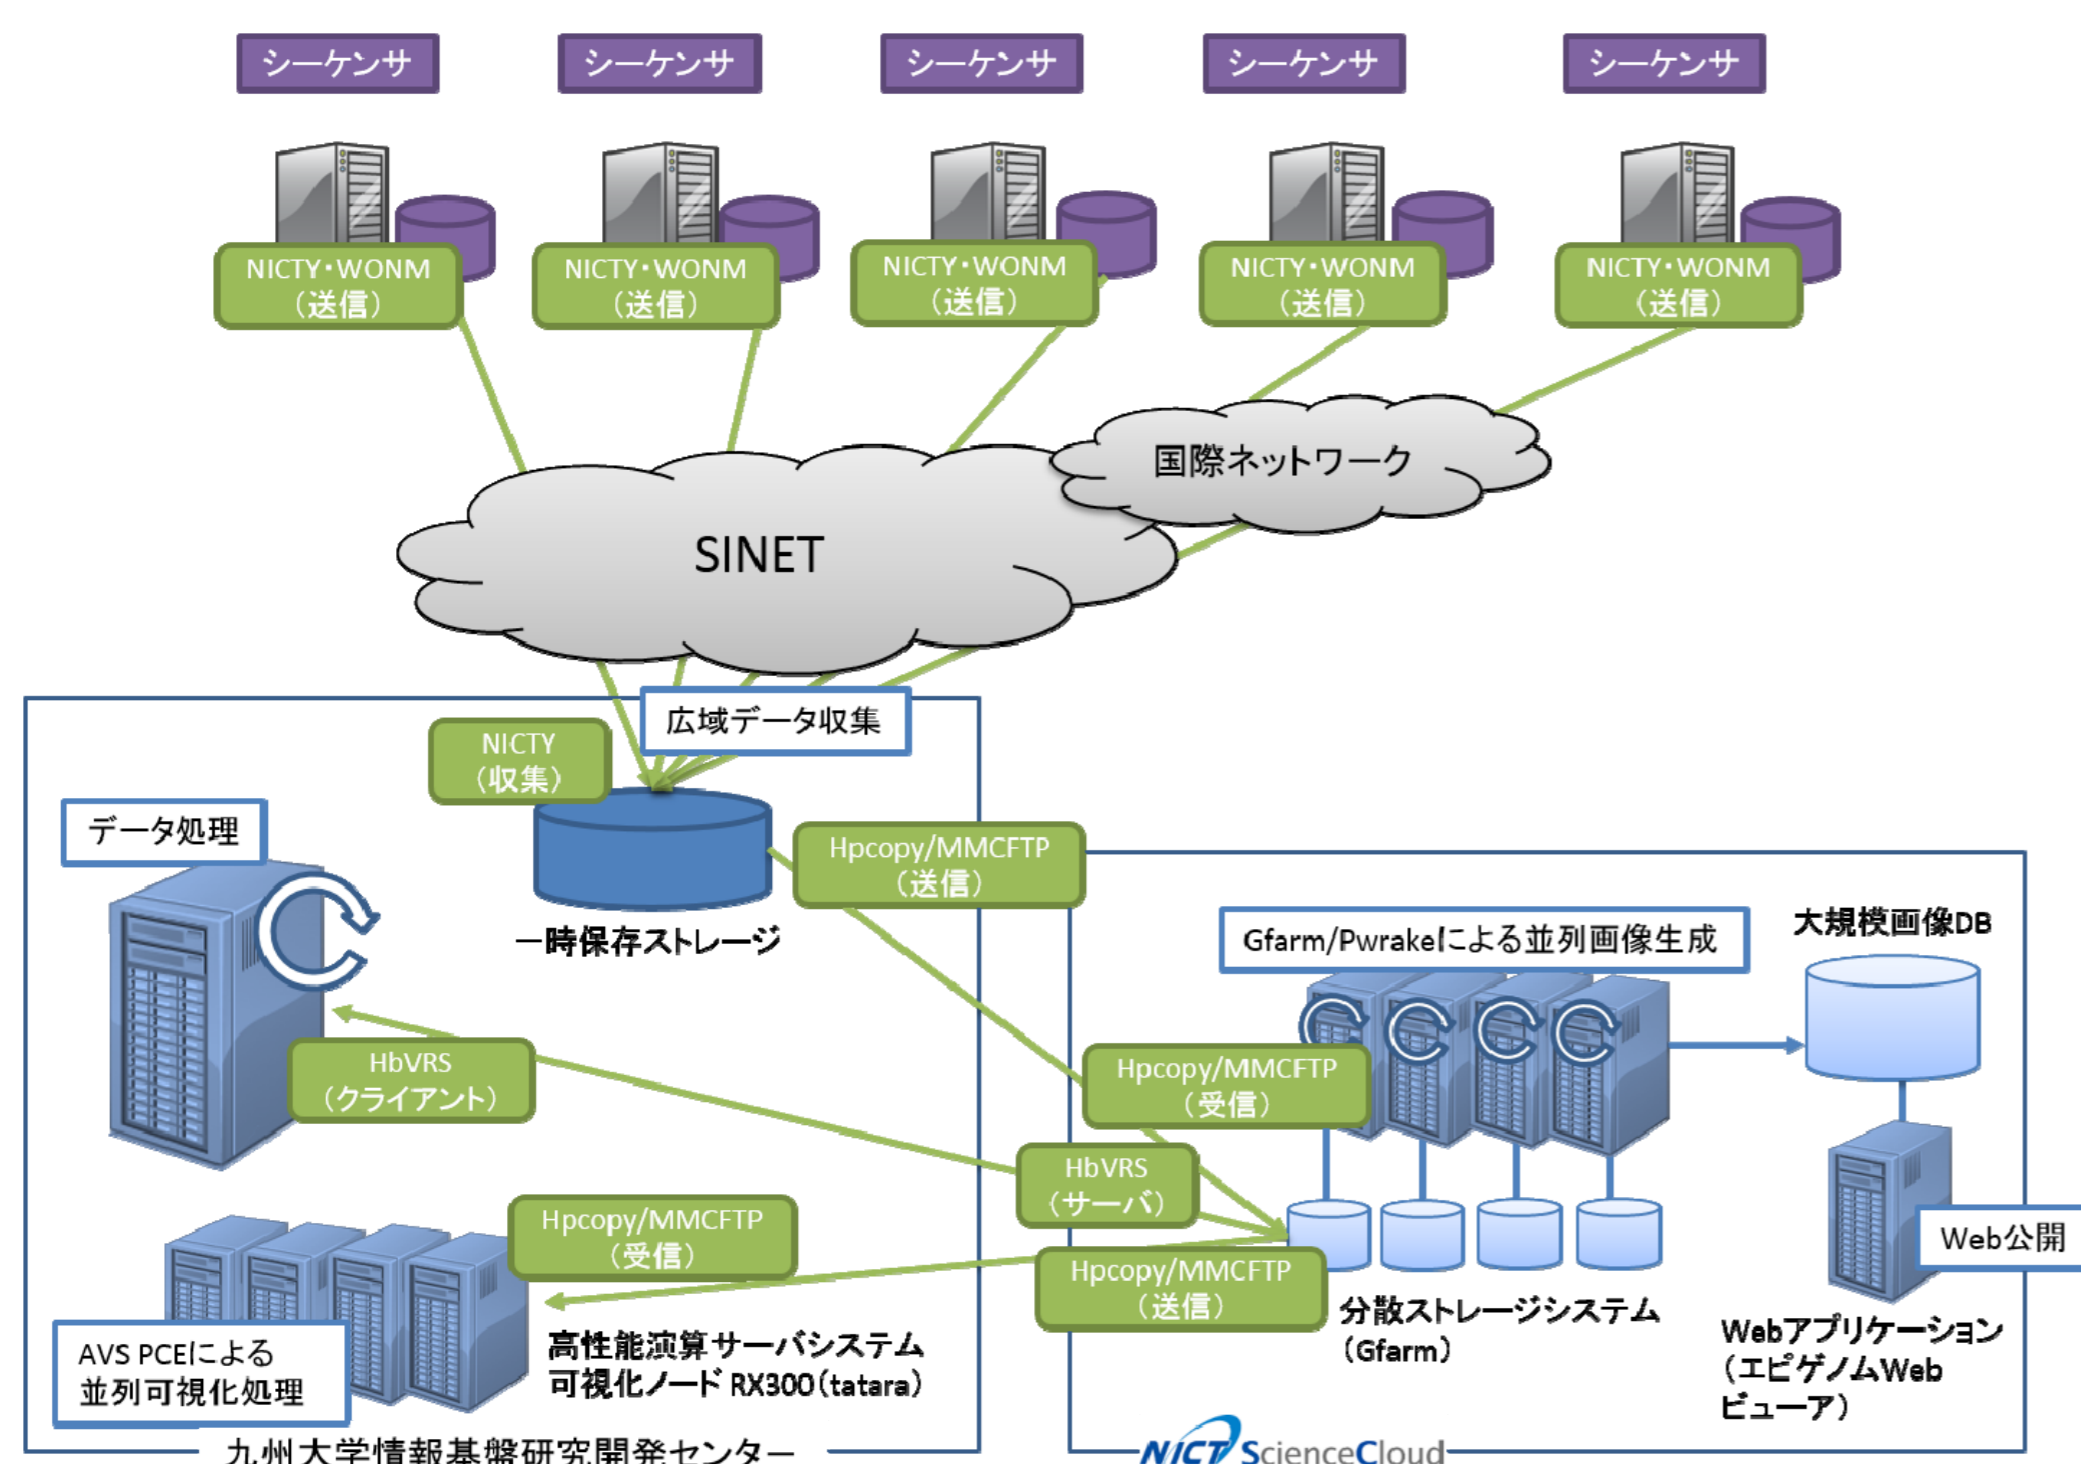 シーケンサ
シーケンサ
シーケンサ
シーケンサ
シーケンサ
NICTY・WONM
（送信）
NICTY・WONM
（送信）
NICTY・WONM
（送信）
NICTY・WONM
（送信）
NICTY・WONM
（送信）
国際ネットワーク
SINET
広域データ収集
NICTY
（収集）
データ処理
一時保存ストレージ
Hpcopy/MMCFTP
（送信）
Gfarm/Pwrakeによる並列画像生成
大規模画像DB
HbVRS
（クライアント）
Hpcopy/MMCFTP
（受信）
HbVRS
（サーバ）
Hpcopy/MMCFTP
（受信）
Hpcopy/MMCFTP
（送信）
Web公開
AVS PCEによる
並列可視化処理
高性能演算サーバシステム
可視化ノード RX300（tatara）
分散ストレージシステム
（Gfarm）
Webアプリケーション
（エピゲノムWeb
ビューア）
九州大学情報基盤研究開発センター
NICT ScienceCloud